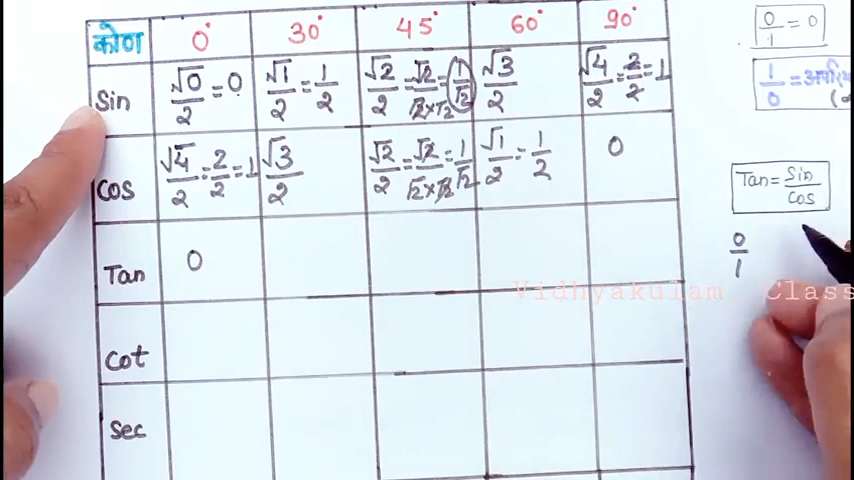 कोण 0° 30° 45° 60° 90°
Sin √0/2=0 √1/2=1/2 √2/2=√2/√2×√2=1/√2 √3/2 √4/2=2/2=1
cos √4/2=2/2=1 √3/2 √2/2=√2/√2×√2=1/√2 √1/2=1/2 0
Tan 0
cot
sec
0/1=0
1/0=अपरि
Tan=Sin/cos
0/1
Vidhyakulam Class